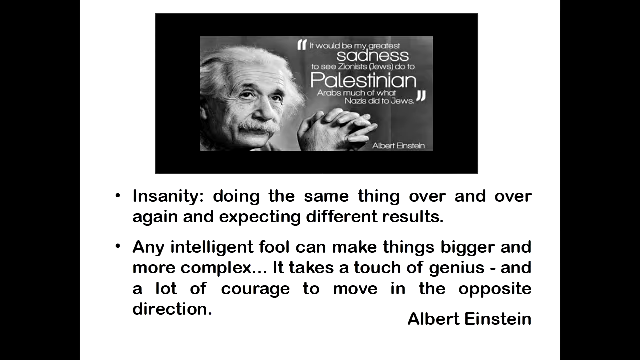 "It would be my greatest
sadness
to see Zionists (Jews) do to
Palestinian
Arabs much of what
Nazis did to Jews."
Albert Einstein
• Insanity: doing the same thing over and over
again and expecting different results.
• Any intelligent fool can make things bigger and
more complex... It takes a touch of genius - and
a lot of courage to move in the opposite
direction.
Albert Einstein